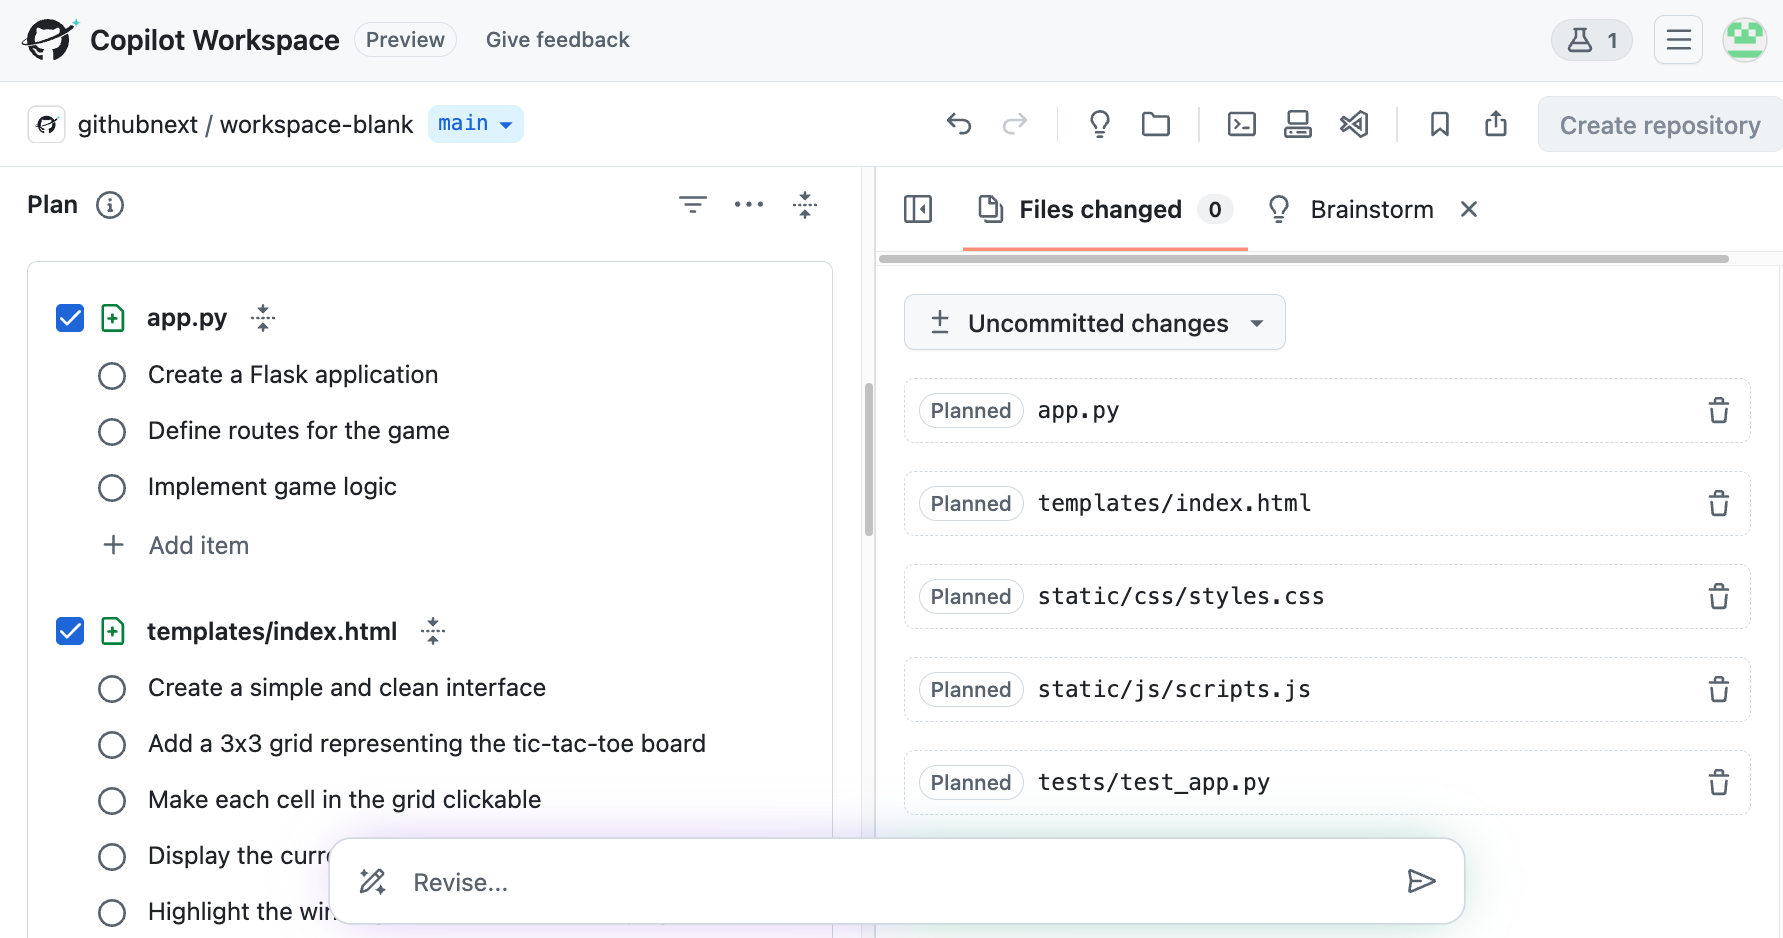 Copilot Workspace Preview Give feedback 1
githubnext / workspace-blank main Create repository
Plan
app.py
Create a Flask application
Define routes for the game
Implement game logic
Add item
templates/index.html
Create a simple and clean interface
Add a 3x3 grid representing the tic-tac-toe board
Make each cell in the grid clickable
Display the
Highlight the
Files changed 0 Brainstorm
Uncommitted changes
Planned app.py
Planned templates/index.html
Planned static/css/styles.css
Planned static/js/scripts.js
Planned tests/test_app.py
Revise...